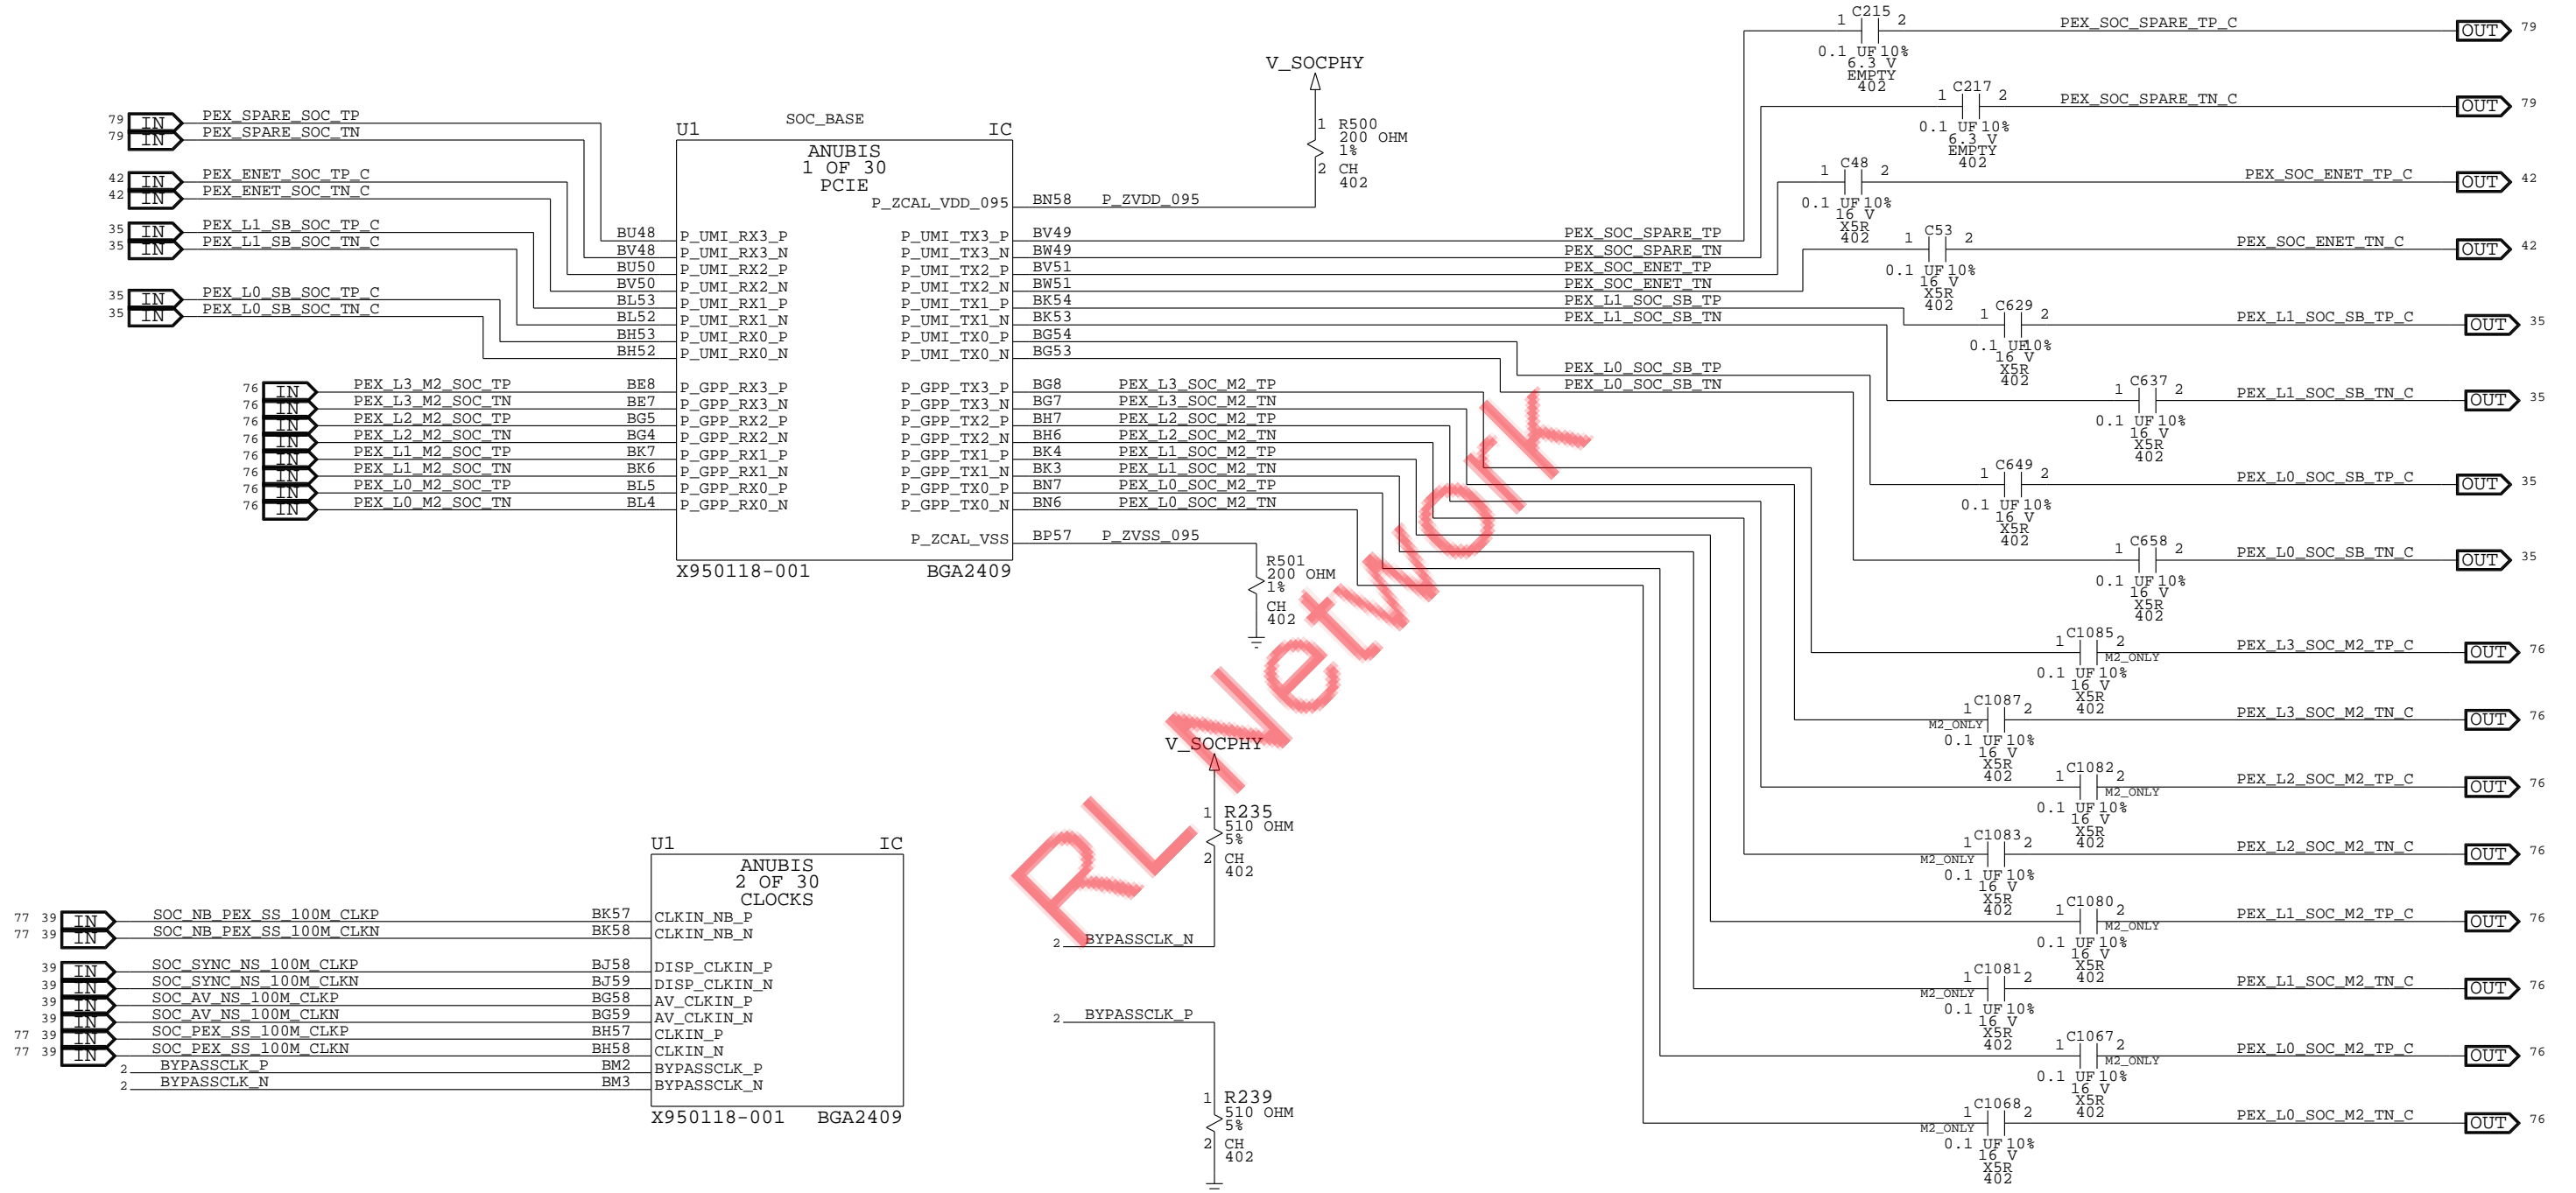 79 IN PEX_SPARE_SOC_TP
79 IN PEX_SPARE_SOC_TN
42 IN PEX_ENET_SOC_TP_C
42 IN PEX_ENET_SOC_TN_C
35 IN PEX_L1_SB_SOC_TP_C
35 IN PEX_L1_SB_SOC_TN_C
35 IN PEX_L0_SB_SOC_TP_C
35 IN PEX_L0_SB_SOC_TN_C
76 IN PEX_L3_M2_SOC_TP
76 IN PEX_L3_M2_SOC_TN
76 IN PEX_L2_M2_SOC_TP
76 IN PEX_L2_M2_SOC_TN
76 IN PEX_L1_M2_SOC_TP
76 IN PEX_L1_M2_SOC_TN
76 IN PEX_L0_M2_SOC_TP
76 IN PEX_L0_M2_SOC_TN
SOC_BASE
U1 IC
ANUBIS
1 OF 30
PCIE
P_ZCAL_VDD_095 BN58 P_ZVDD_095
BU48 P_UMI_RX3_P P_UMI_TX3_P BV49 PEX_SOC_SPARE_TP
BV48 P_UMI_RX3_N P_UMI_TX3_N BW49 PEX_SOC_SPARE_TN
BU50 P_UMI_RX2_P P_UMI_TX2_P BV51 PEX_SOC_ENET_TP
BV50 P_UMI_RX2_N P_UMI_TX2_N BW51 PEX_SOC_ENET_TN
BL53 P_UMI_RX1_P P_UMI_TX1_P BK54 PEX_L1_SOC_SB_TP
BL52 P_UMI_RX1_N P_UMI_TX1_N BK53 PEX_L1_SOC_SB_TN
BH53 P_UMI_RX0_P P_UMI_TX0_P BG54 PEX_L0_SOC_SB_TP
BH52 P_UMI_RX0_N P_UMI_TX0_N BG53 PEX_L0_SOC_SB_TN
BE8 P_GPP_RX3_P P_GPP_TX3_P BG8 PEX_L3_SOC_M2_TP
BE7 P_GPP_RX3_N P_GPP_TX3_N BG7 PEX_L3_SOC_M2_TN
BG5 P_GPP_RX2_P P_GPP_TX2_P BH7 PEX_L2_SOC_M2_TP
BG4 P_GPP_RX2_N P_GPP_TX2_N BH6 PEX_L2_SOC_M2_TN
BK7 P_GPP_RX1_P P_GPP_TX1_P BK4 PEX_L1_SOC_M2_TP
BK6 P_GPP_RX1_N P_GPP_TX1_N BK3 PEX_L1_SOC_M2_TN
BL5 P_GPP_RX0_P P_GPP_TX0_P BN7 PEX_L0_SOC_M2_TP
BL4 P_GPP_RX0_N P_GPP_TX0_N BN6 PEX_L0_SOC_M2_TN
P_ZCAL_VSS BP57 P_ZVSS_095
X950118-001 BGA2409
V_SOCPHY
1 R500
200 OHM
1%
2 CH
402
R501
200 OHM
1%
CH
402
1 C215 2 PEX_SOC_SPARE_TP_C OUT 79
0.1 UF 10%
6.3 V
EMPTY
402
1 C217 2 PEX_SOC_SPARE_TN_C OUT 79
0.1 UF 10%
6.3 V
EMPTY
402
1 C48 2 PEX_SOC_ENET_TP_C OUT 42
0.1 UF 10%
16 V
X5R
402
1 C53 2 PEX_SOC_ENET_TN_C OUT 42
0.1 UF 10%
16 V
X5R
402
1 C629 2 PEX_L1_SOC_SB_TP_C OUT 35
0.1 UF 10%
16 V
X5R
402
1 C637 2 PEX_L1_SOC_SB_TN_C OUT 35
0.1 UF 10%
16 V
X5R
402
1 C649 2 PEX_L0_SOC_SB_TP_C OUT 35
0.1 UF 10%
16 V
X5R
402
1 C658 2 PEX_L0_SOC_SB_TN_C OUT 35
0.1 UF 10%
16 V
X5R
402
1 C1085 2 M2_ONLY PEX_L3_SOC_M2_TP_C OUT 76
0.1 UF 10%
16 V
X5R
402
1 C1087 2 M2_ONLY PEX_L3_SOC_M2_TN_C OUT 76
0.1 UF 10%
16 V
X5R
402
1 C1082 2 M2_ONLY PEX_L2_SOC_M2_TP_C OUT 76
0.1 UF 10%
16 V
X5R
402
1 C1083 2 M2_ONLY PEX_L2_SOC_M2_TN_C OUT 76
0.1 UF 10%
16 V
X5R
402
1 C1080 2 M2_ONLY PEX_L1_SOC_M2_TP_C OUT 76
0.1 UF 10%
16 V
X5R
402
1 C1081 2 M2_ONLY PEX_L1_SOC_M2_TN_C OUT 76
0.1 UF 10%
16 V
X5R
402
1 C1067 2 M2_ONLY PEX_L0_SOC_M2_TP_C OUT 76
0.1 UF 10%
16 V
X5R
402
1 C1068 2 M2_ONLY PEX_L0_SOC_M2_TN_C OUT 76
0.1 UF 10%
16 V
X5R
402
RL Network
V_SOCPHY
1 R235
510 OHM
5%
2 CH
402
2 BYPASSCLK_N
2 BYPASSCLK_P
1 R239
510 OHM
5%
2 CH
402
U1 IC
ANUBIS
2 OF 30
CLOCKS
77 39 IN SOC_NB_PEX_SS_100M_CLKP BK57 CLKIN_NB_P
77 39 IN SOC_NB_PEX_SS_100M_CLKN BK58 CLKIN_NB_N
39 IN SOC_SYNC_NS_100M_CLKP BJ58 DISP_CLKIN_P
39 IN SOC_SYNC_NS_100M_CLKN BJ59 DISP_CLKIN_N
39 IN SOC_AV_NS_100M_CLKP BG58 AV_CLKIN_P
39 IN SOC_AV_NS_100M_CLKN BG59 AV_CLKIN_N
77 39 IN SOC_PEX_SS_100M_CLKP BH57 CLKIN_P
77 39 IN SOC_PEX_SS_100M_CLKN BH58 CLKIN_N
2 BYPASSCLK_P BM2 BYPASSCLK_P
2 BYPASSCLK_N BM3 BYPASSCLK_N
X950118-001 BGA2409